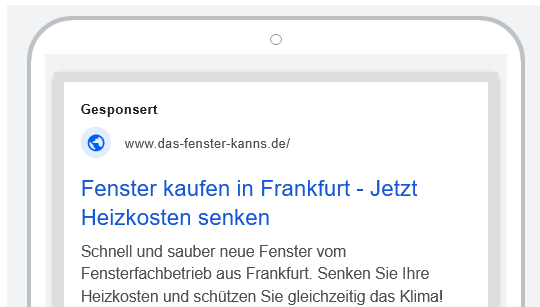 Gesponsert
www.das-fenster-kanns.de/
Fenster kaufen in Frankfurt - Jetzt
Heizkosten senken
Schnell und sauber neue Fenster vom
Fensterfachbetrieb aus Frankfurt. Senken Sie Ihre
Heizkosten und schützen Sie gleichzeitig das Klima!